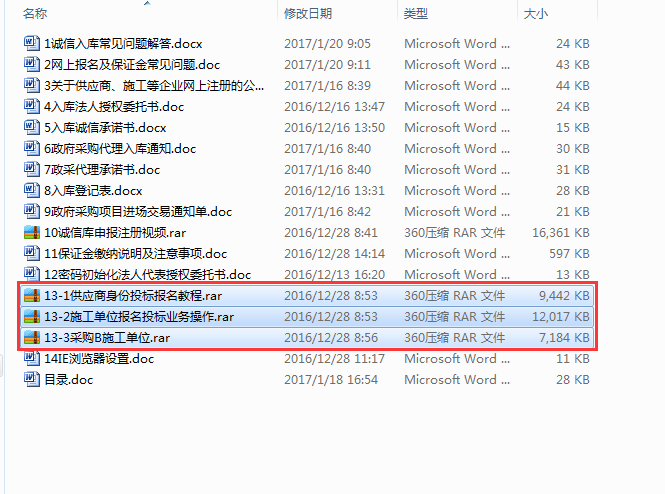 名称 修改日期 类型 大小
1诚信入库常见问题解答.docx 2017/1/20 9:05 Microsoft Word ... 24 KB
2网上报名及保证金常见问题.doc 2017/1/20 9:11 Microsoft Word ... 43 KB
3关于供应商、施工等企业网上注册的公... 2017/1/16 8:39 Microsoft Word ... 44 KB
4入库法人授权委托书.doc 2016/12/16 13:47 Microsoft Word ... 24 KB
5入库诚信承诺书.docx 2016/12/16 13:50 Microsoft Word ... 15 KB
6政府采购代理入库通知.doc 2017/1/16 8:40 Microsoft Word ... 30 KB
7政采代理承诺书.doc 2017/1/16 8:40 Microsoft Word ... 31 KB
8入库登记表.docx 2016/12/16 13:31 Microsoft Word ... 28 KB
9政府采购项目进场交易通知单.doc 2017/1/16 8:42 Microsoft Word ... 21 KB
10诚信库申报注册视频.rar 2016/12/28 8:41 360压缩 RAR 文件 16,361 KB
11保证金缴纳说明及注意事项.doc 2016/12/28 14:14 Microsoft Word ... 597 KB
12密码初始化法人代表授权委托书.doc 2016/12/13 16:20 Microsoft Word ... 13 KB
13-1供应商身份投标报名教程.rar 2016/12/28 8:53 360压缩 RAR 文件 9,442 KB
13-2施工单位报名投标业务操作.rar 2016/12/28 8:53 360压缩 RAR 文件 12,017 KB
13-3采购B施工单位.rar 2016/12/28 8:56 360压缩 RAR 文件 7,184 KB
14IE浏览器设置.doc 2016/12/28 11:17 Microsoft Word ... 11 KB
目录.doc 2017/1/18 16:54 Microsoft Word ... 28 KB